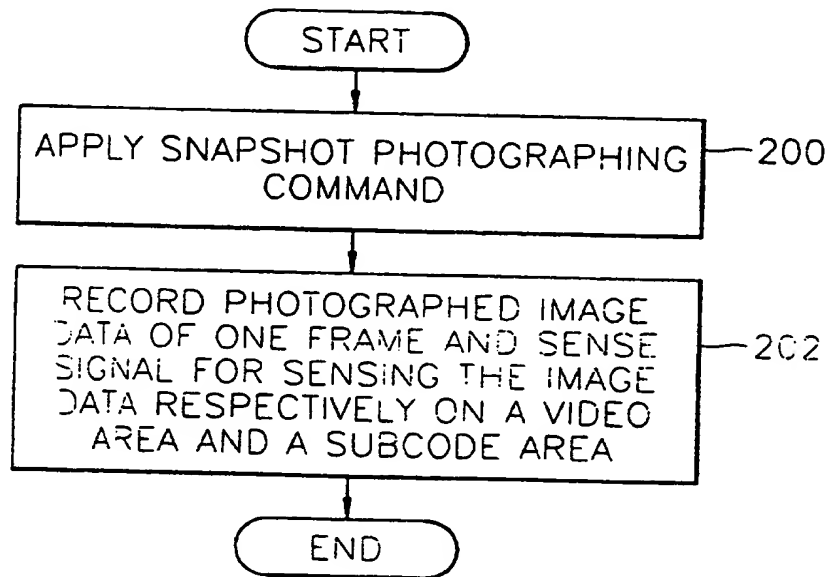 START
APPLY SNAPSHOT PHOTOGRAPHING
COMMAND
200
RECORD PHOTOGRAPHED IMAGE
DATA OF ONE FRAME AND SENSE
SIGNAL FOR SENSING THE IMAGE
DATA RESPECTIVELY ON A VIDEO
AREA AND A SUBCODE AREA
202
END